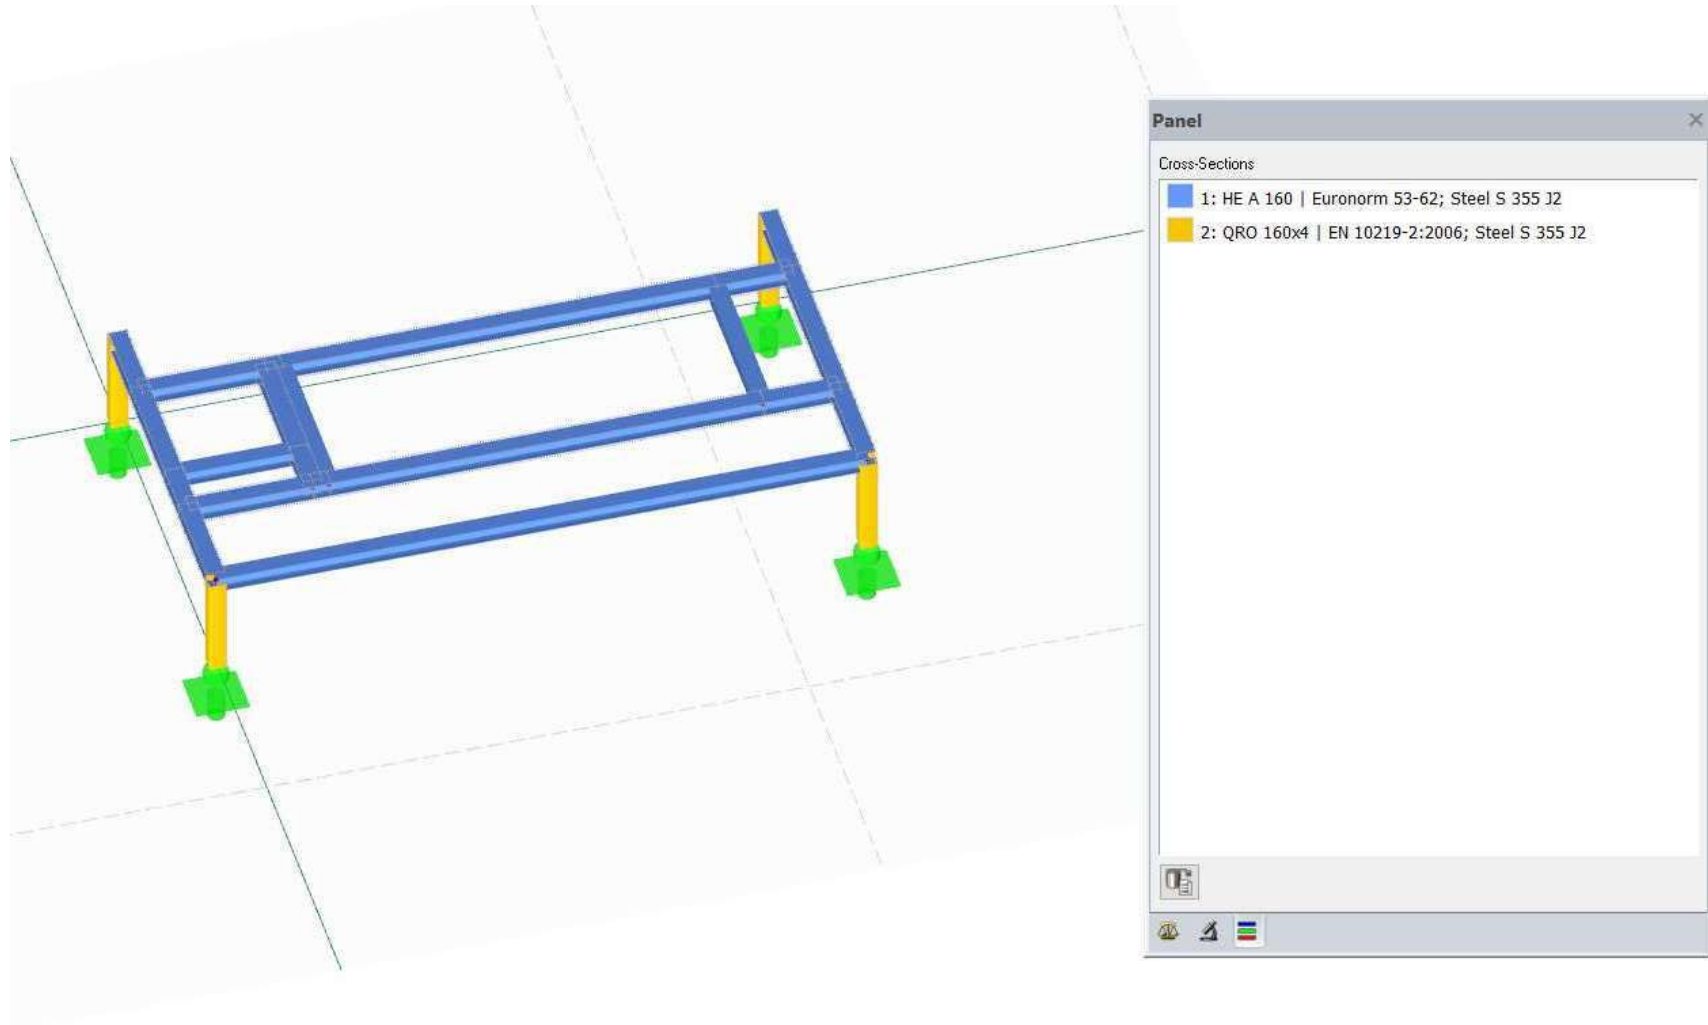 Panel
Cross-Sections
1: HE A 160 | Euronorm 53-62; Steel S 355 J2
2: QRO 160x4 | EN 10219-2:2006; Steel S 355 J2